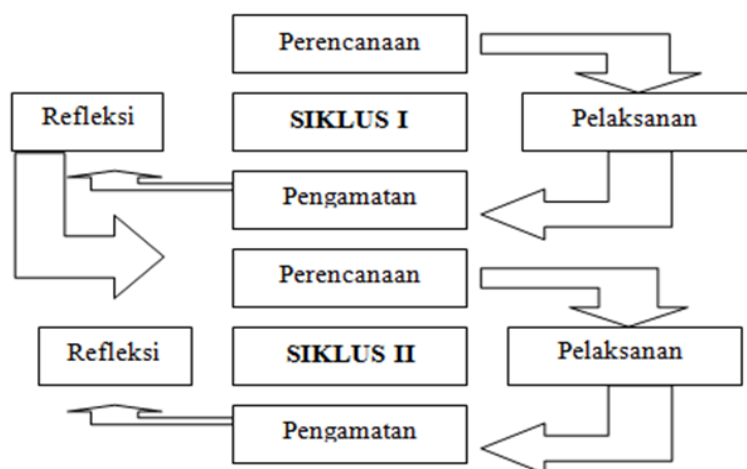 Perencanaan
Refleksi
SIKLUS I
Pelaksanan
Pengamatan
Perencanaan
Refleksi
SIKLUS II
Pelaksanan
Pengamatan